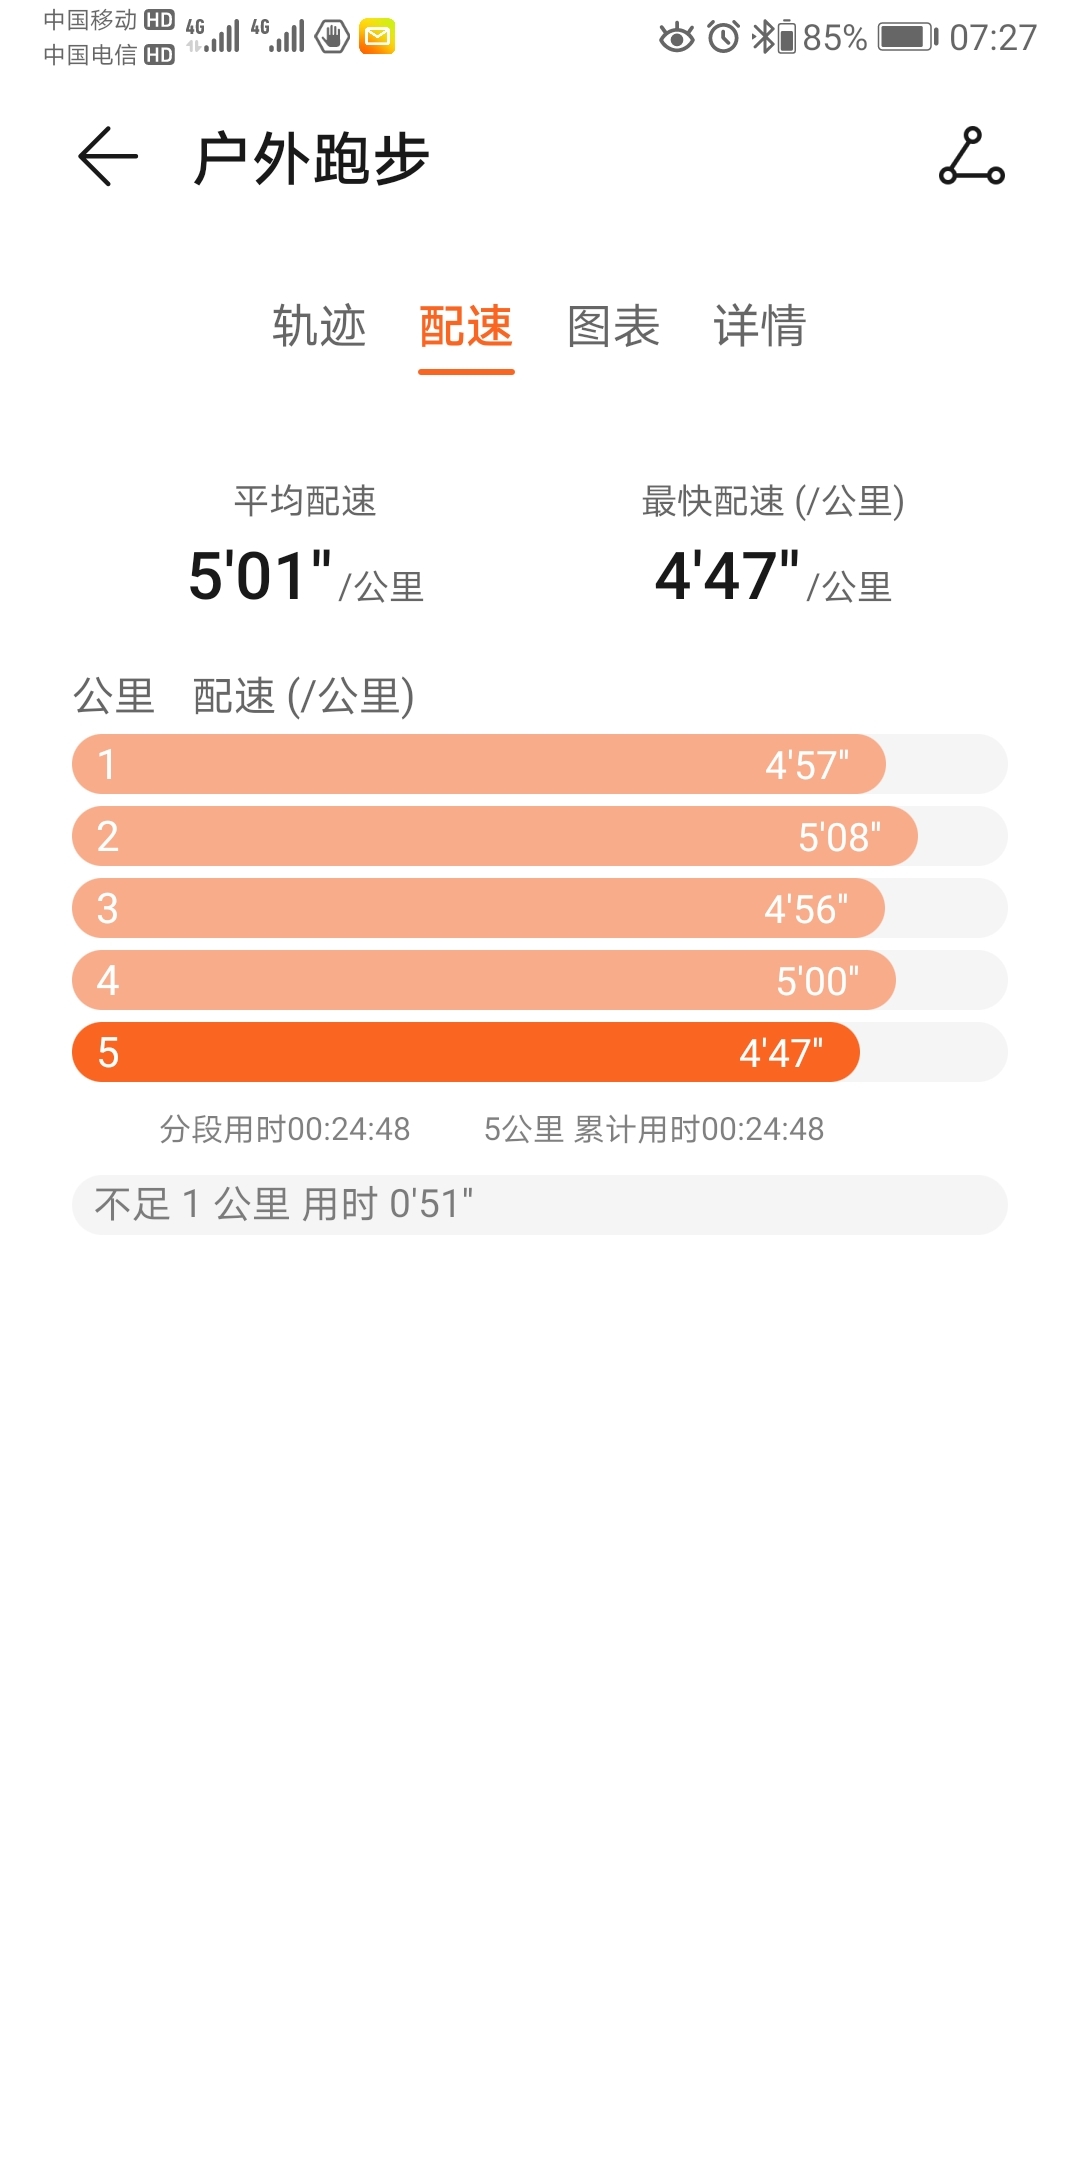 中国移动 HD 4G 4G 85% 07:27
中国电信 HD
户外跑步
轨迹 配速 图表 详情
平均配速 最快配速 (/公里)
5'01" /公里 4'47" /公里
公里 配速 (/公里)
1 4'57"
2 5'08"
3 4'56"
4 5'00"
5 4'47"
分段用时00:24:48 5公里 累计用时00:24:48
不足 1 公里 用时 0'51"